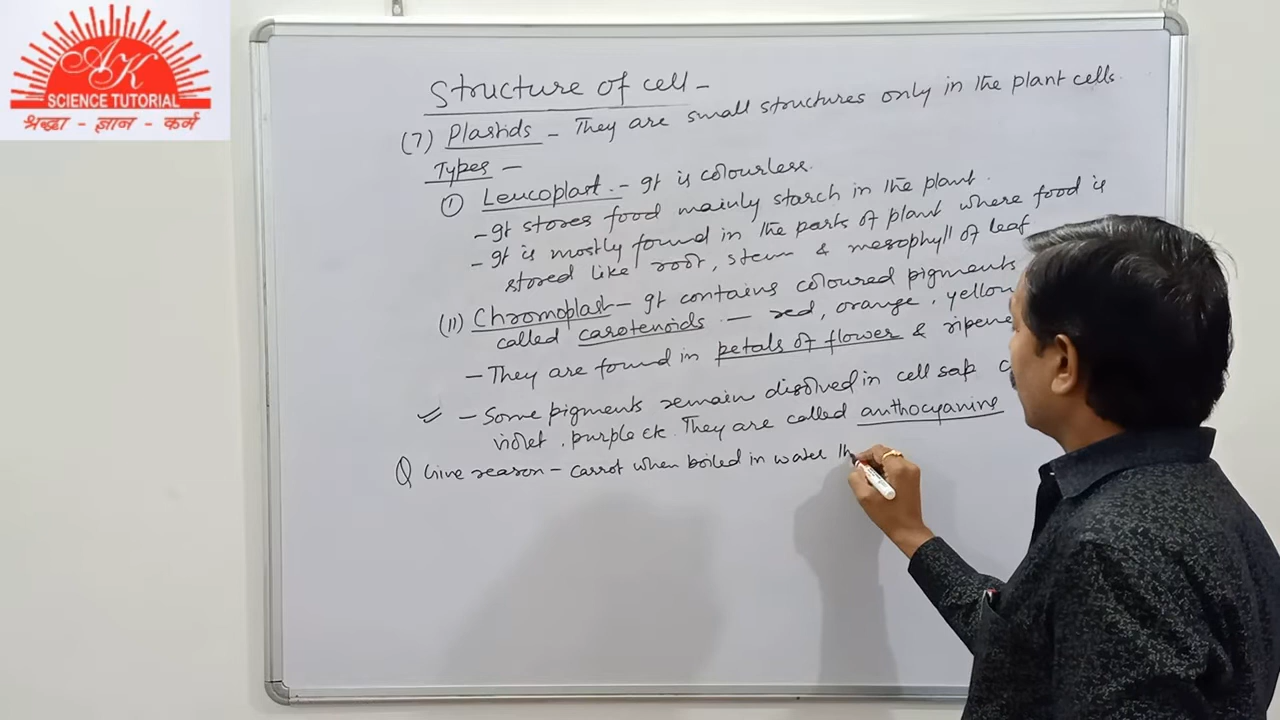 AK
SCIENCE TUTORIAL
श्रद्धा - ज्ञान - कर्म
Structure of cell -
(7) Plastids - They are small structures only in the plant cells.
Types -
(i) Leucoplast - It is colourless.
- It stores food mainly starch in the plant.
- It is mostly found in the parts of plant where food is
stored like root, stem & mesophyll of leaf
(ii) Chromoplast - It contains coloured pigments
called carotenoids - red, orange, yellow
- They are found in petals of flower & ripene
- Some pigments remain disolved in cell sap
violet, purple etc. They are called anthocyanins
Q Give reason - carrot when boiled in water th